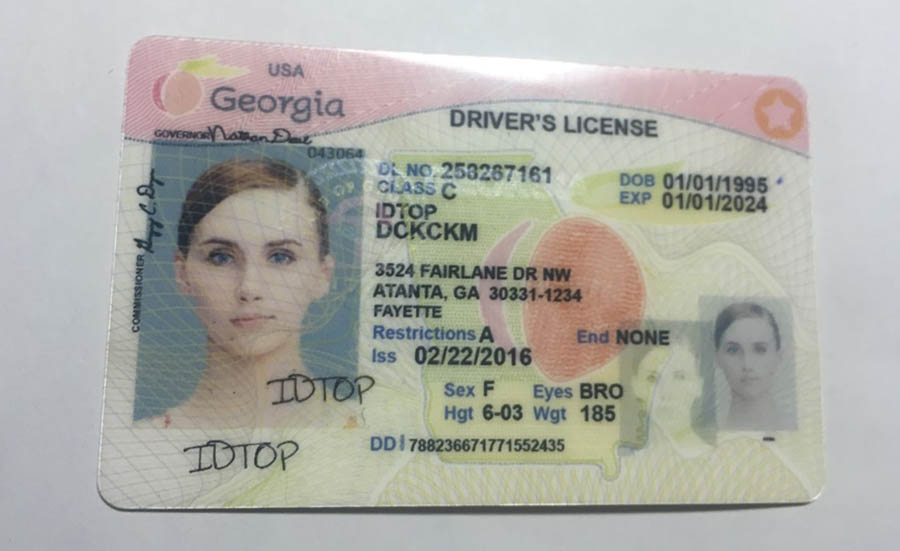 USA
Georgia
DRIVER'S LICENSE
GOVERNOR Nathan Deal
043064
COMMISSIONER
DL NO. 258267161
CLASS C
DOB 01/01/1995
EXP 01/01/2024
IDTOP
DCKCKM
3524 FAIRLANE DR NW
ATANTA, GA 30331-1234
FAYETTE
Restrictions A
End NONE
Iss 02/22/2016
Sex F Eyes BRO
Hgt 6-03 Wgt 185
IDTOP
IDTOP
DD 788236671771552435